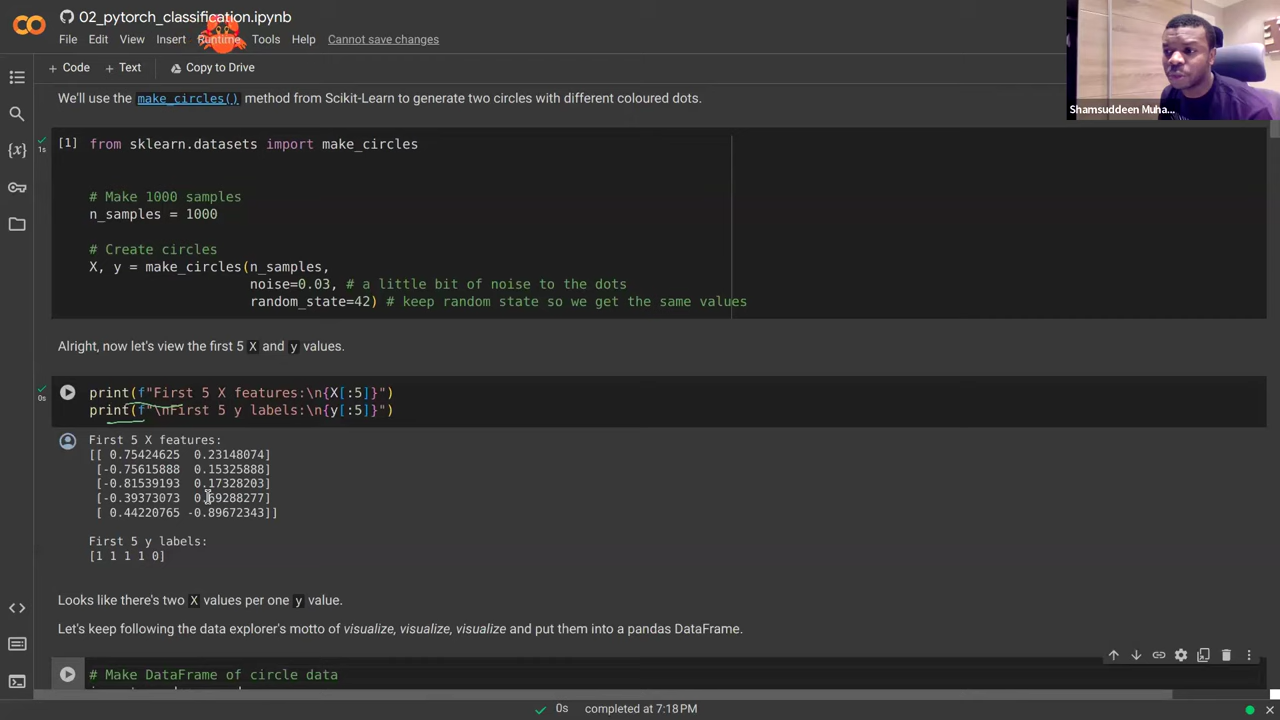 02_pytorch_classification.ipynb
File Edit View Insert Runtime Tools Help Cannot save changes
+ Code + Text Copy to Drive
We'll use the make_circles() method from Scikit-Learn to generate two circles with different coloured dots.
[1] from sklearn.datasets import make_circles
1s
# Make 1000 samples
n_samples = 1000
# Create circles
X, y = make_circles(n_samples,
noise=0.03, # a little bit of noise to the dots
random_state=42) # keep random state so we get the same values
Alright, now let's view the first 5 X and y values.
print(f"First 5 X features:\n{X[:5]}")
0s
print(f"\nFirst 5 y labels:\n{y[:5]}")
First 5 X features:
[[ 0.75424625 0.23148074]
[-0.75615888 0.15325888]
[-0.81539193 0.17328203]
[-0.39373073 0.69288277]
[ 0.44220765 -0.89672343]]
First 5 y labels:
[1 1 1 1 0]
Looks like there's two X values per one y value.
Let's keep following the data explorer's motto of visualize, visualize, visualize and put them into a pandas DataFrame.
# Make DataFrame of circle data
0s completed at 7:18 PM
Shamsuddeen Muha...